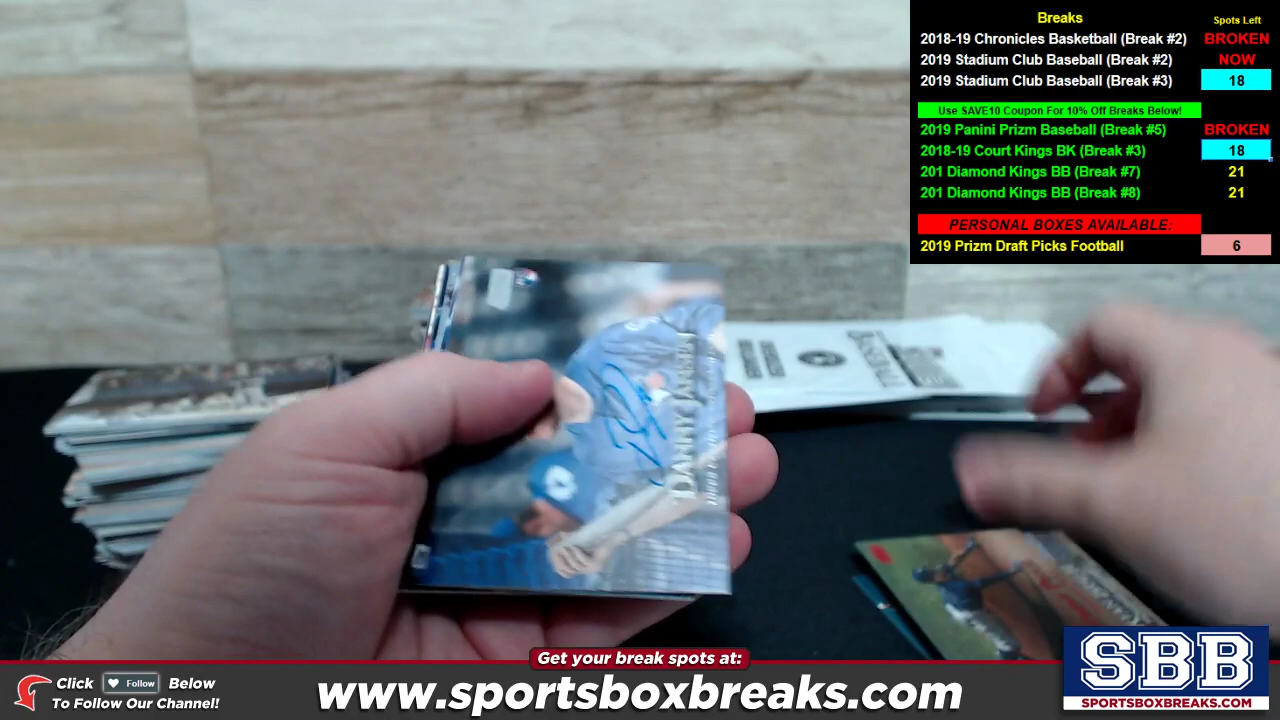 Breaks
Spots Left
2018-19 Chronicles Basketball (Break #2) BROKEN
2019 Stadium Club Baseball (Break #2) NOW
2019 Stadium Club Baseball (Break #3) 18
Use SAVE10 Coupon For 10% Off Breaks Below!
2019 Panini Prizm Baseball (Break #5) BROKEN
2018-19 Court Kings BK (Break #3) 18
201 Diamond Kings BB (Break #7) 21
201 Diamond Kings BB (Break #8) 21
PERSONAL BOXES AVAILABLE:
2019 Prizm Draft Picks Football 6
DANNY JANSEN
Get your break spots at:
Click Follow Below
To Follow Our Channel!
www.sportsboxbreaks.com
SBB
SPORTSBOXBREAKS.COM